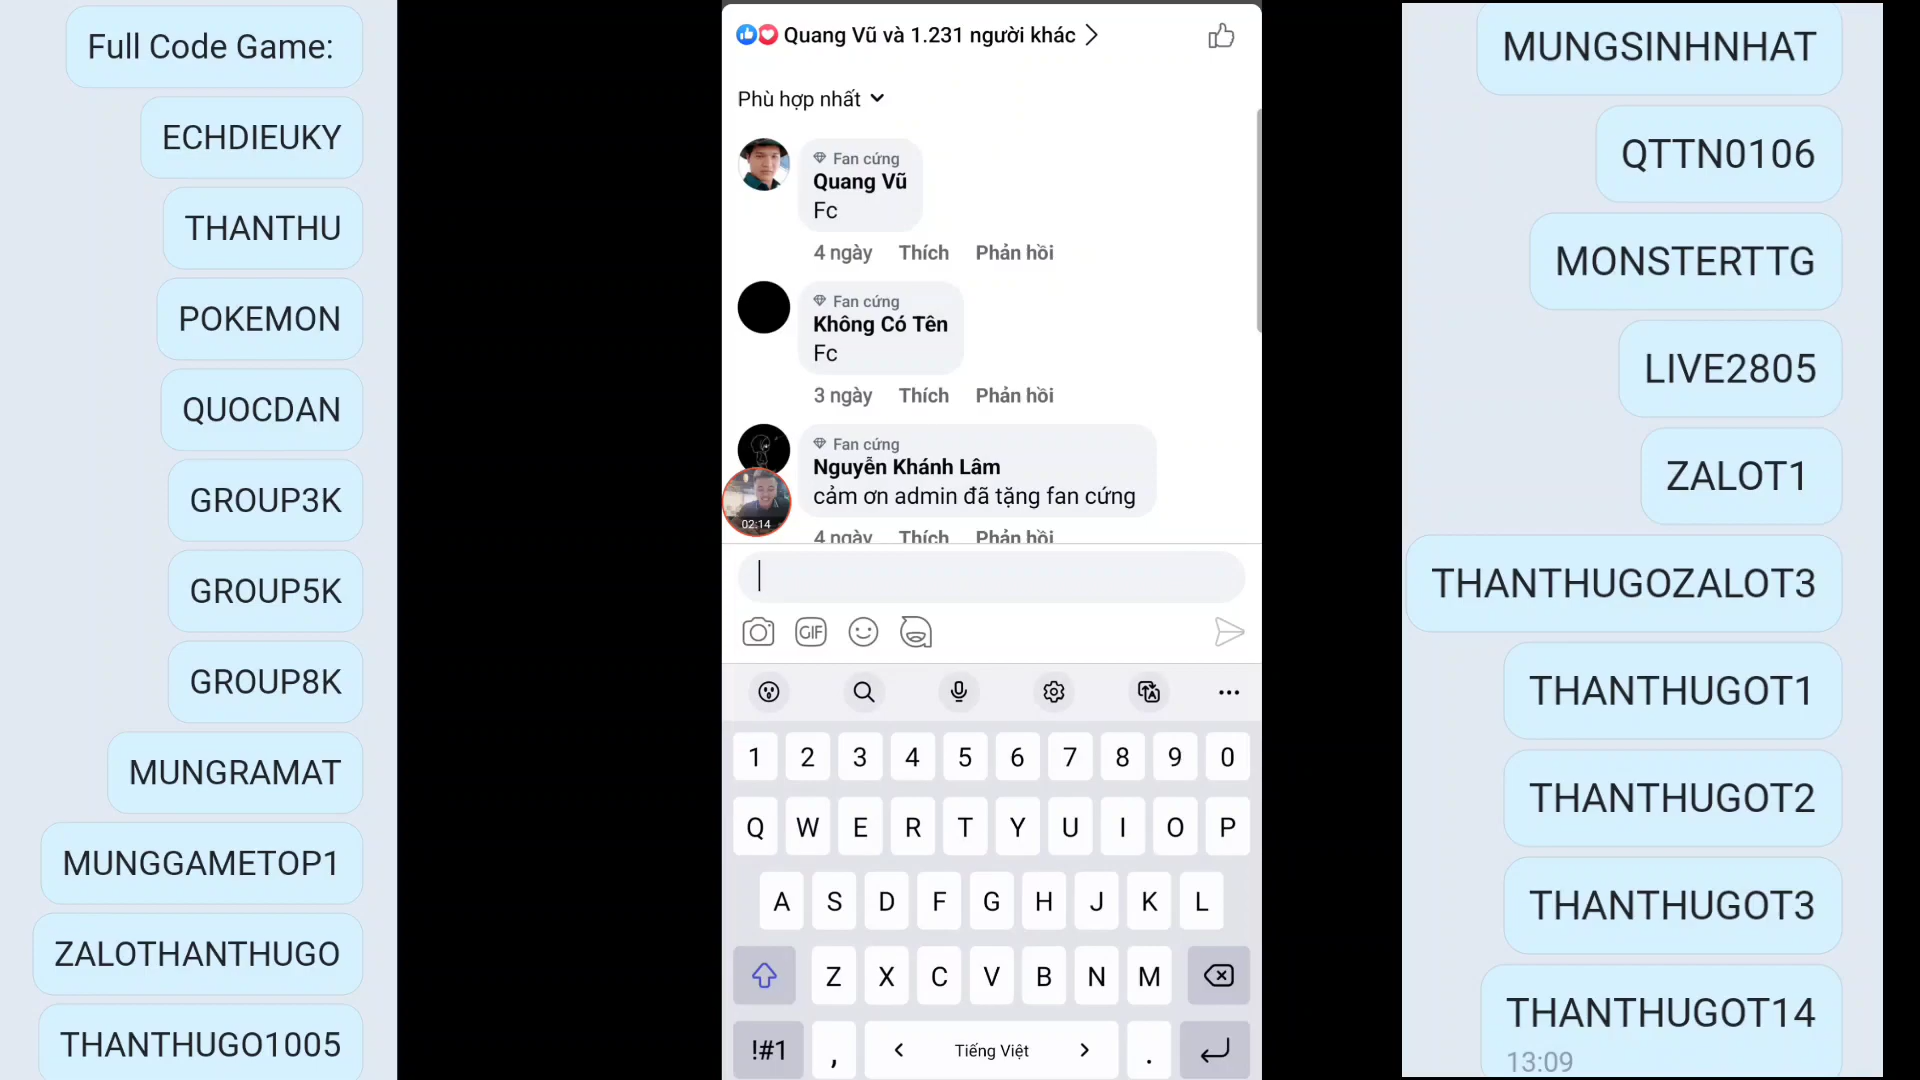 Full Code Game:
ECHDIEUKY
THANTHU
POKEMON
QUOCDAN
GROUP3K
GROUP5K
GROUP8K
MUNGRAMAT
MUNGGAMETOP1
ZALOTHANTHUGO
THANTHUGO1005
Quang Vũ và 1.231 người khác
Phù hợp nhất
Fan cứng
Quang Vũ
Fc
4 ngày Thích Phản hồi
Fan cứng
Không Có Tên
Fc
3 ngày Thích Phản hồi
Fan cứng
Nguyễn Khánh Lâm
cảm ơn admin đã tặng fan cứng
02:14
4 ngày Thích Phản hồi
GIF
1 2 3 4 5 6 7 8 9 0
Q W E R T Y U I O P
A S D F G H J K L
Z X C V B N M
!#1 , < Tiếng Việt > .
MUNGSINHNHAT
QTTN0106
MONSTERTTG
LIVE2805
ZALOT1
THANTHUGOZALOT3
THANTHUGOT1
THANTHUGOT2
THANTHUGOT3
THANTHUGOT14
13:09